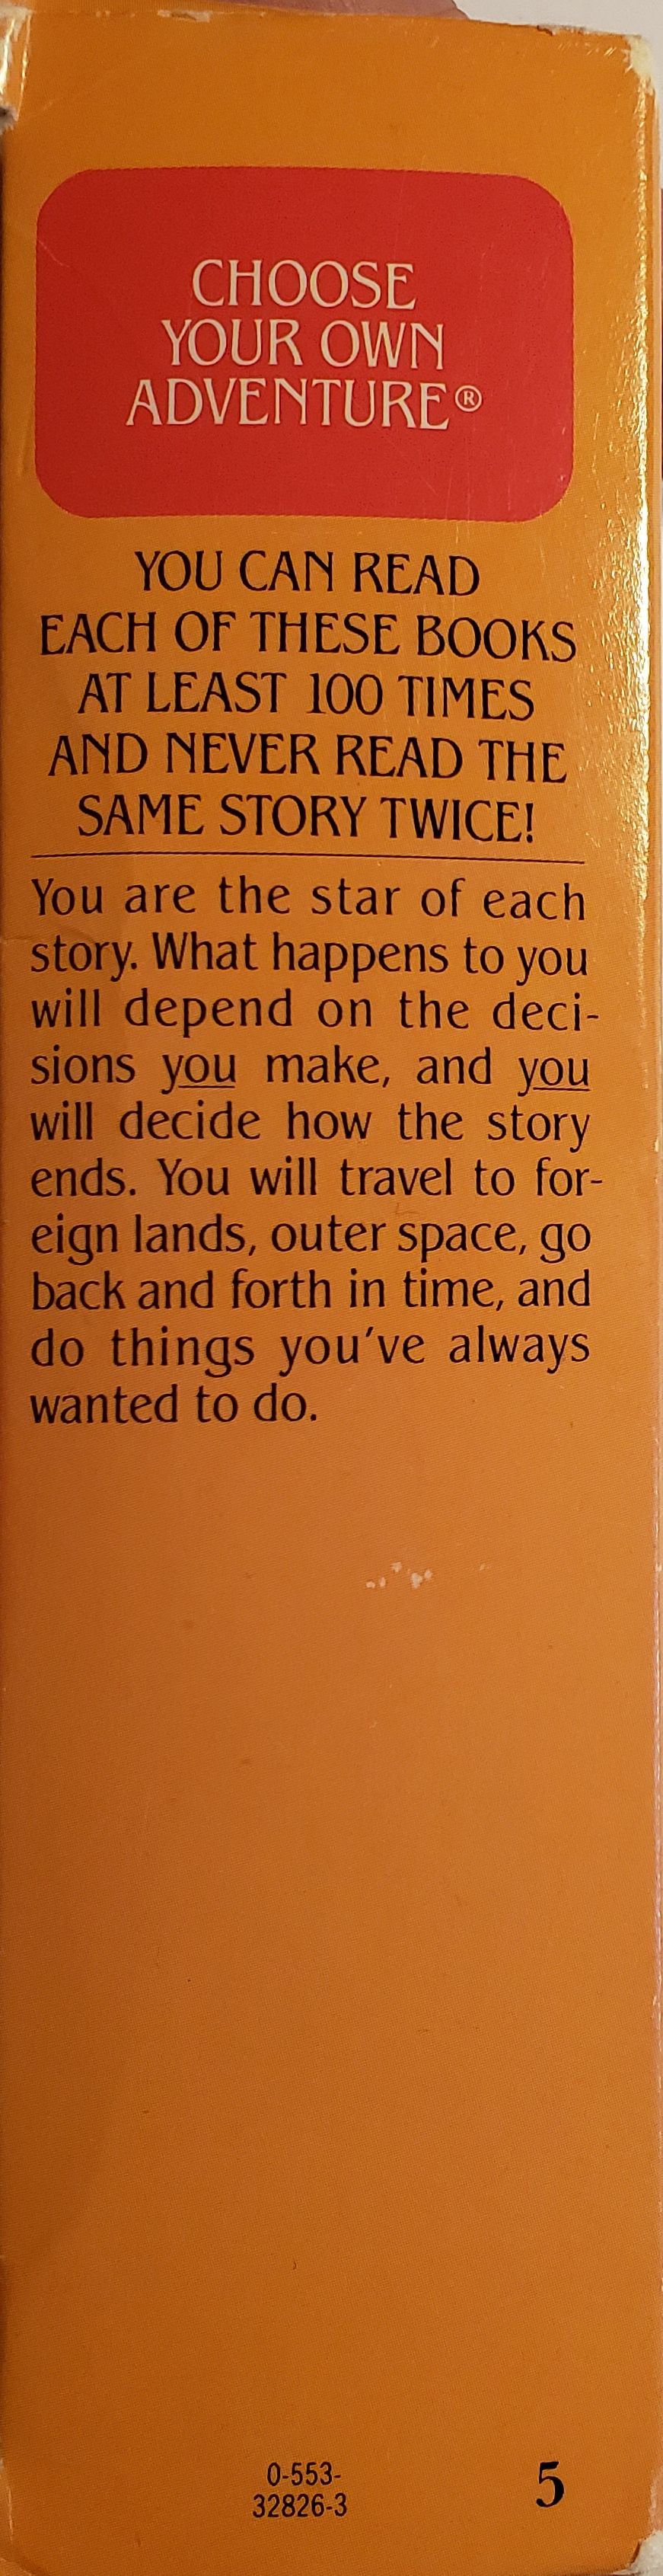 CHOOSE
YOUR OWN
ADVENTURE®
YOU CAN READ
EACH OF THESE BOOKS
AT LEAST 100 TIMES
AND NEVER READ THE
SAME STORY TWICE!
You are the star of each
story. What happens to you
will depend on the deci-
sions you make, and you
will decide how the story
ends. You will travel to for-
eign lands, outer space, go
back and forth in time, and
do things you've always
wanted to do.
0-553-
32826-3
5